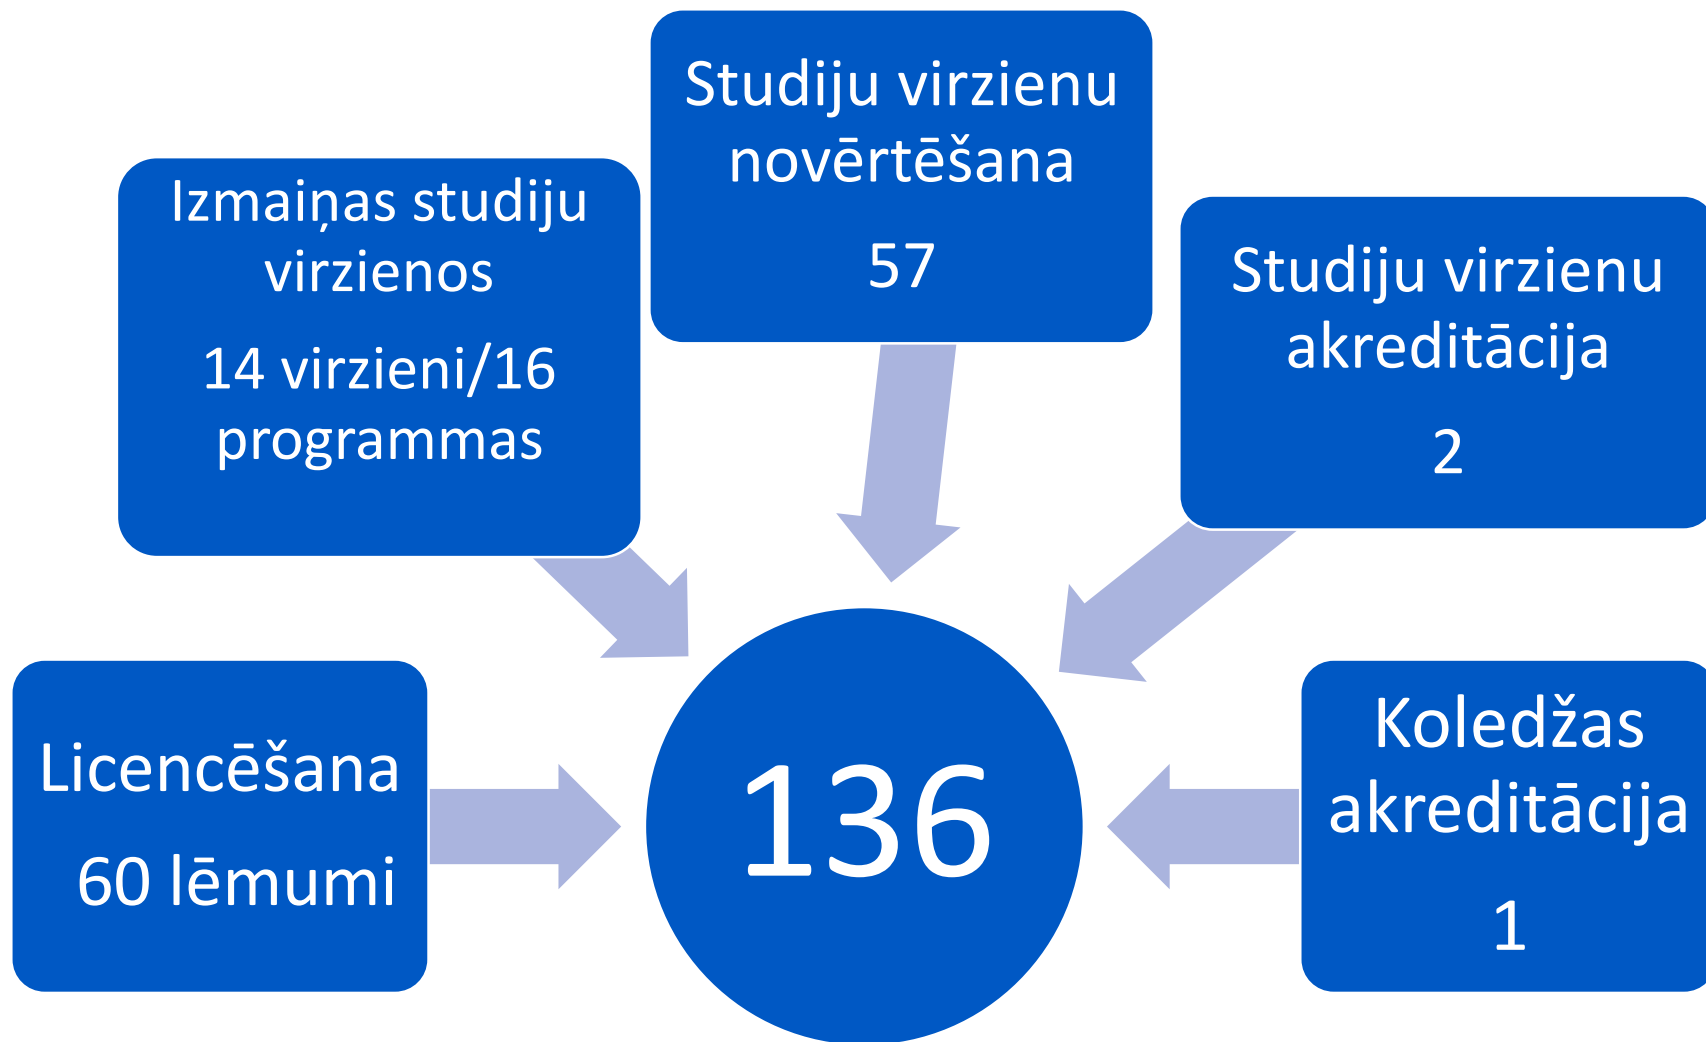 Studiju virzienu
novērtēšana
57
Izmaiņas studiju
virzienos
14 virzieni/16
programmas
Studiju virzienu
akreditācija
2
Licencēšana
60 lēmumi
136
Koledžas
akreditācija
1